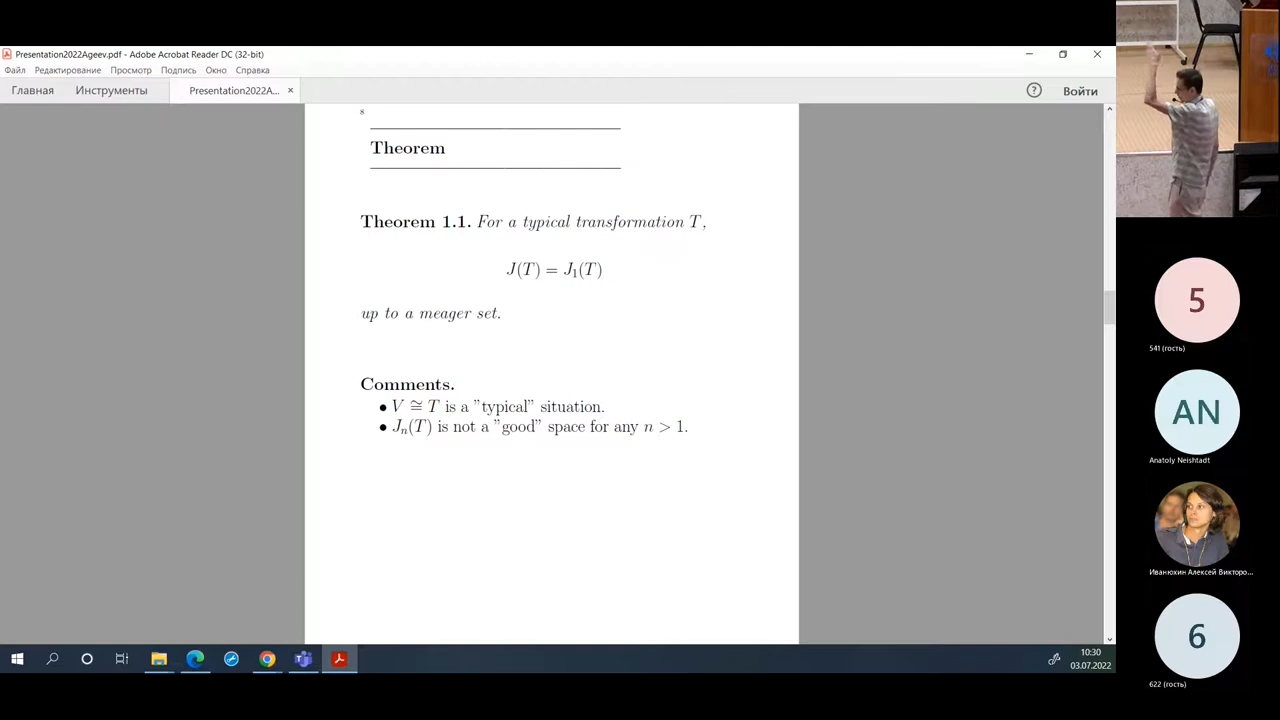 Presentation2022Ageev.pdf - Adobe Acrobat Reader DC (32-bit)
Файл Редактирование Просмотр Подпись Окно Справка
Главная Инструменты Presentation2022A... × ? Войти
8
Theorem
Theorem 1.1. For a typical transformation T,
J(T) = J₁(T)
up to a meager set.
Comments.
• V ≅ T is a "typical" situation.
• Jₙ(T) is not a "good" space for any n > 1.
5
541 (гость)
AN
Anatoly Neishtadt
Иванюхин Алексей Викторо...
6
622 (гость)
10:30
03.07.2022